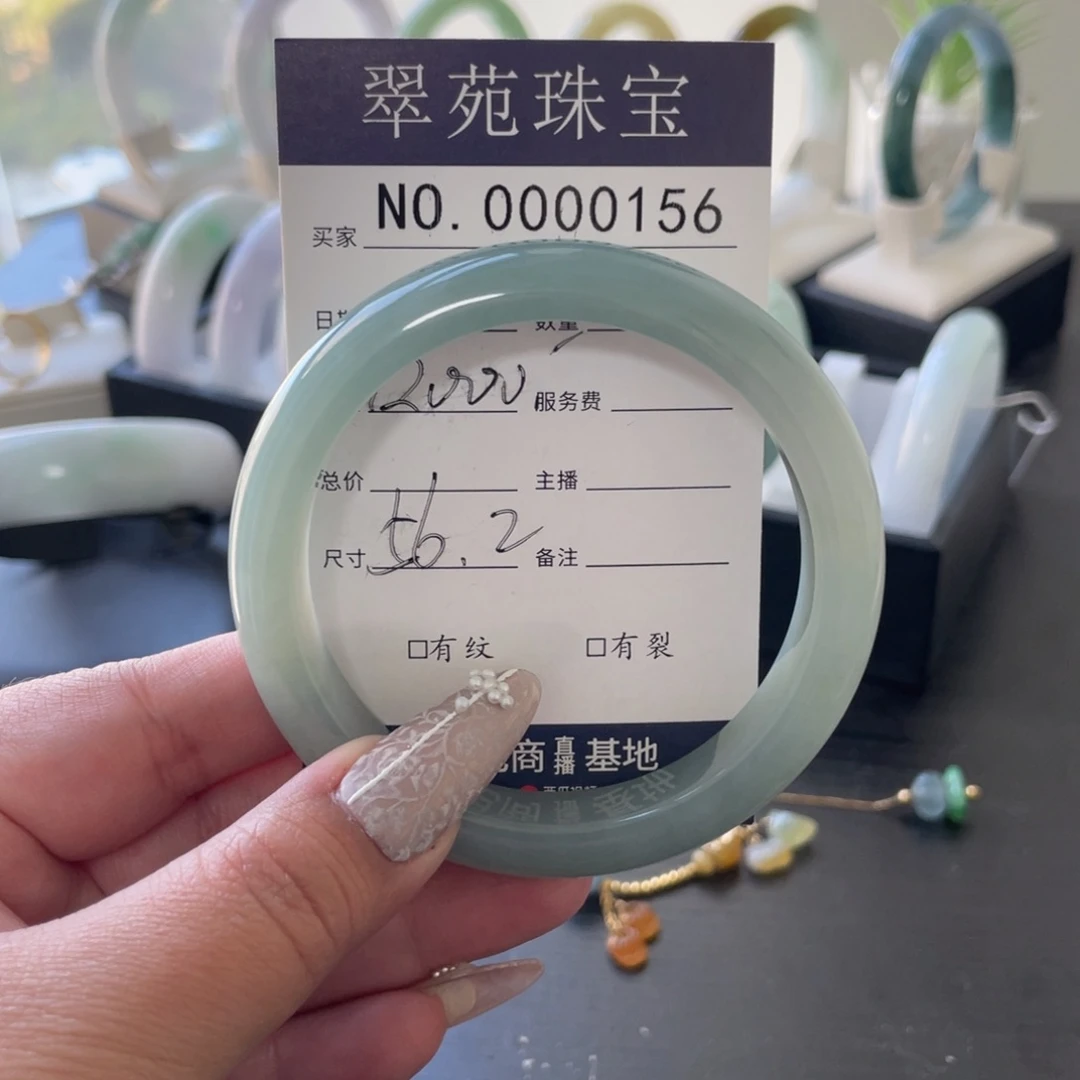 翠苑珠宝
NO. 0000156
买家
数量
服务费
总价 主播
尺寸 56.2 备注
□有纹 □有裂
商直播基地